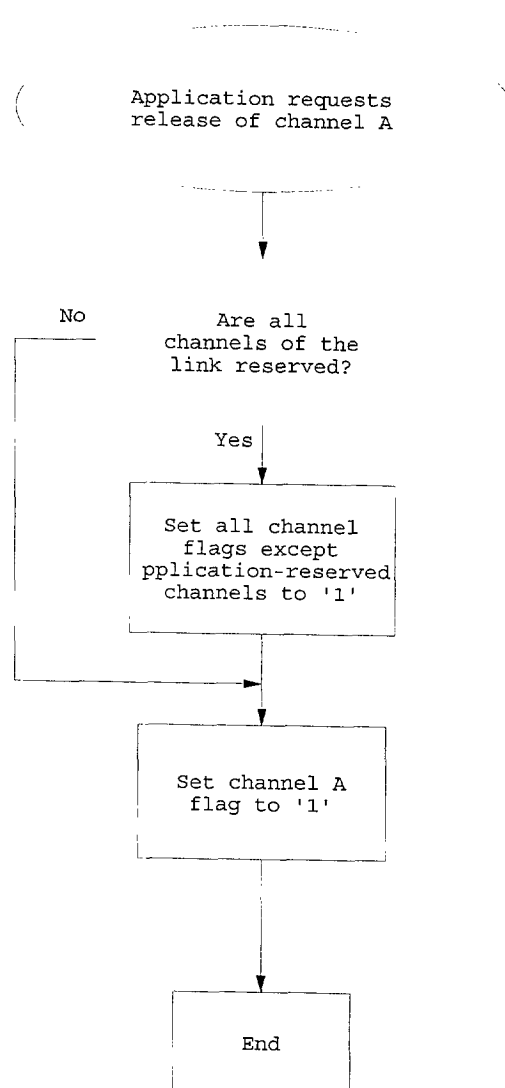 Application requests
release of channel A
No
Are all
channels of the
link reserved?
Yes
Set all channel
flags except
pplication-reserved
channels to '1'
Set channel A
flag to '1'
End